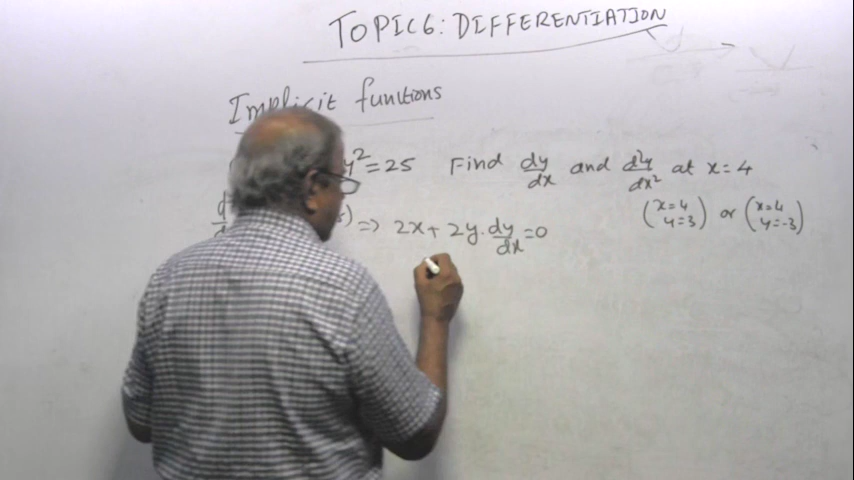 TOPIC 6: DIFFERENTIATION
Implicit functions
y²=25 Find dy/dx and d²y/dx² at x=4
(x=4 y=3) or (x=4 y=-3)
) => 2x+ 2y.dy/dx=0